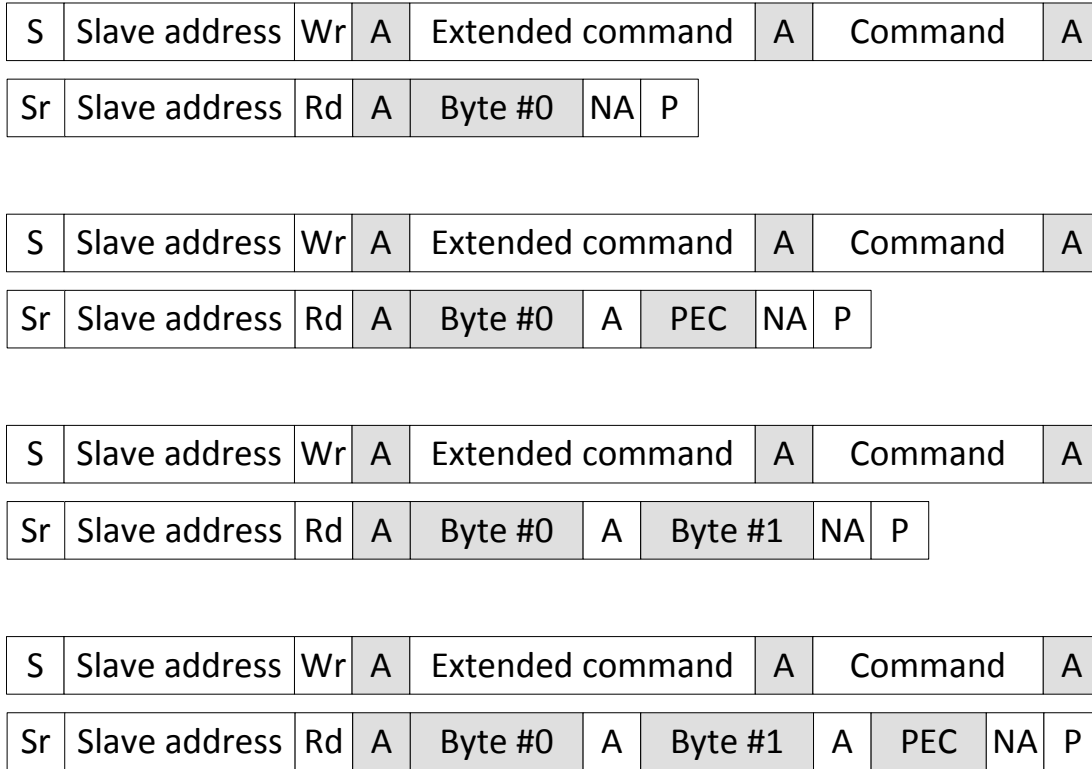 S Slave address Wr A Extended command A Command A
Sr Slave address Rd A Byte #0 NA P
S Slave address Wr A Extended command A Command A
Sr Slave address Rd A Byte #0 A PEC NA P
S Slave address Wr A Extended command A Command A
Sr Slave address Rd A Byte #0 A Byte #1 NA P
S Slave address Wr A Extended command A Command A
Sr Slave address Rd A Byte #0 A Byte #1 A PEC NA P